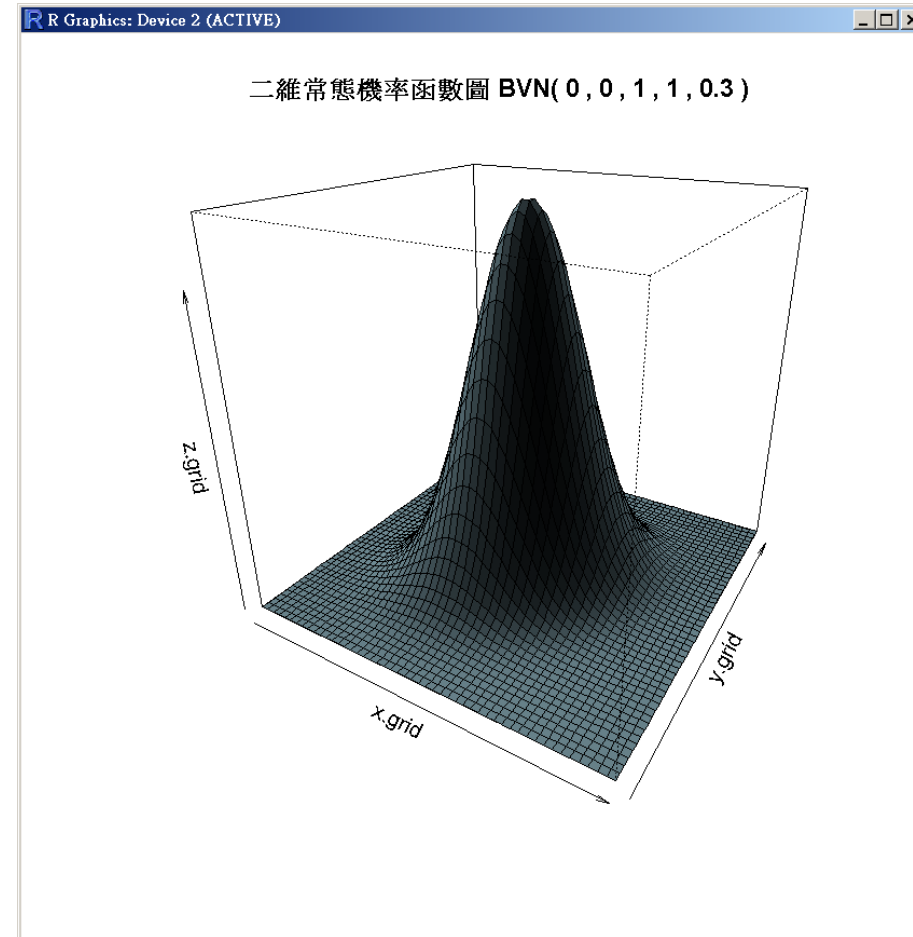 R Graphics: Device 2 (ACTIVE)
二維常態機率函數圖 BVN( 0 , 0 , 1 , 1 , 0.3 )
z.grid
x.grid
y.grid